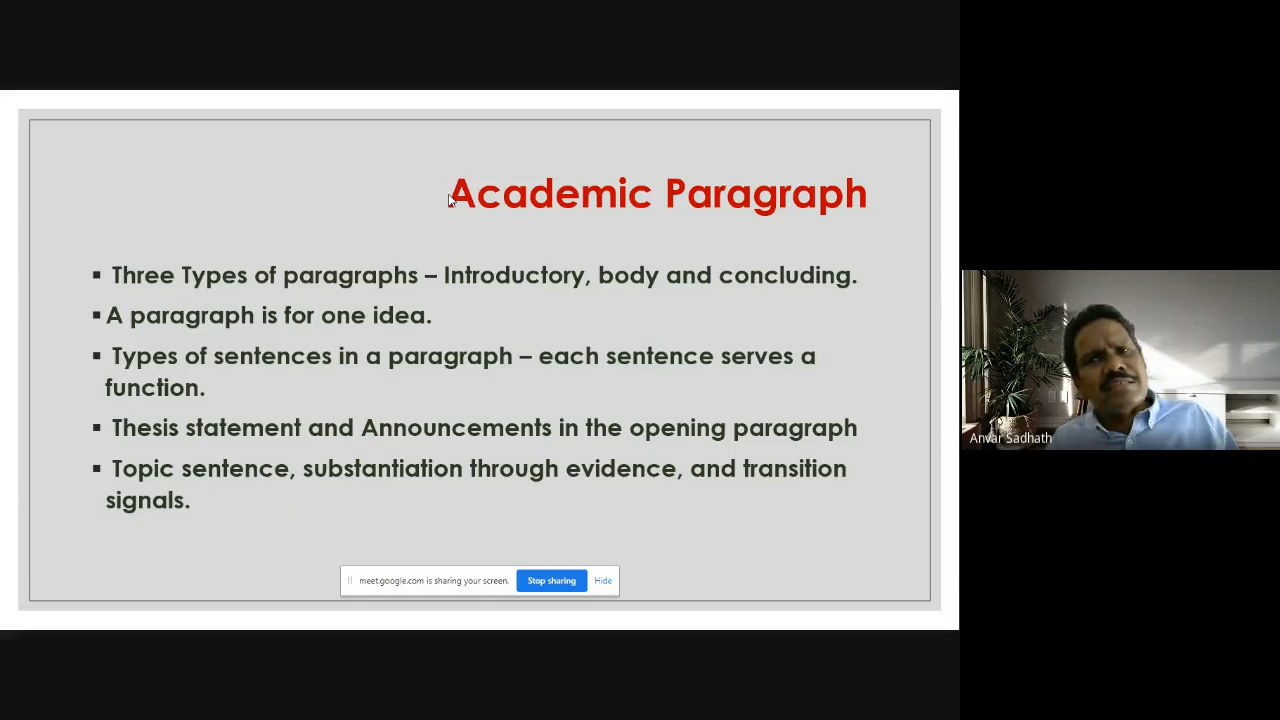 Academic Paragraph
▪ Three Types of paragraphs – Introductory, body and concluding.
▪ A paragraph is for one idea.
▪ Types of sentences in a paragraph – each sentence serves a
function.
▪ Thesis statement and Announcements in the opening paragraph
▪ Topic sentence, substantiation through evidence, and transition
signals.
meet.google.com is sharing your screen. Stop sharing Hide
Anvar Sadhath